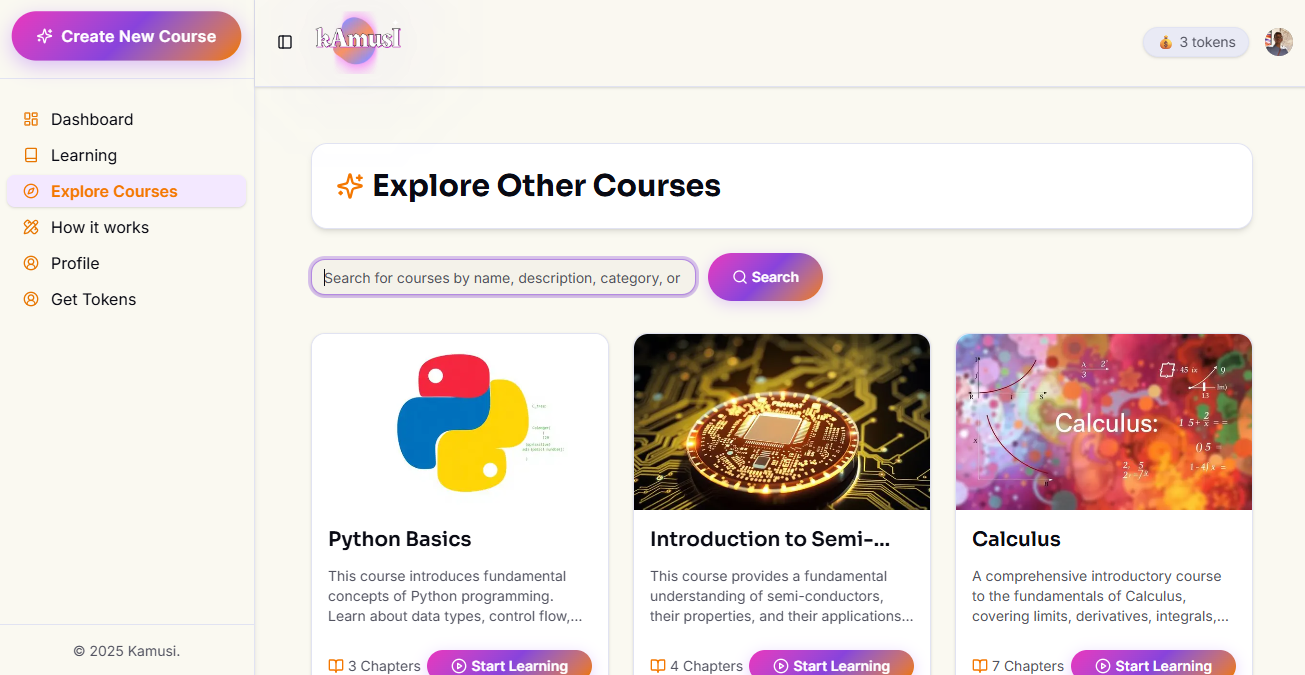 Create New Course
kAmusI
3 tokens
Dashboard
Learning
Explore Courses
How it works
Profile
Get Tokens
© 2025 Kamusi.
Explore Other Courses
Search for courses by name, description, category, or
Search
Calculus:
Python Basics
This course introduces fundamental
concepts of Python programming.
Learn about data types, control flow,...
3 Chapters
Start Learning
Introduction to Semi-...
This course provides a fundamental
understanding of semi-conductors,
their properties, and their applications...
4 Chapters
Start Learning
Calculus
A comprehensive introductory course
to the fundamentals of Calculus,
covering limits, derivatives, integrals,...
7 Chapters
Start Learning